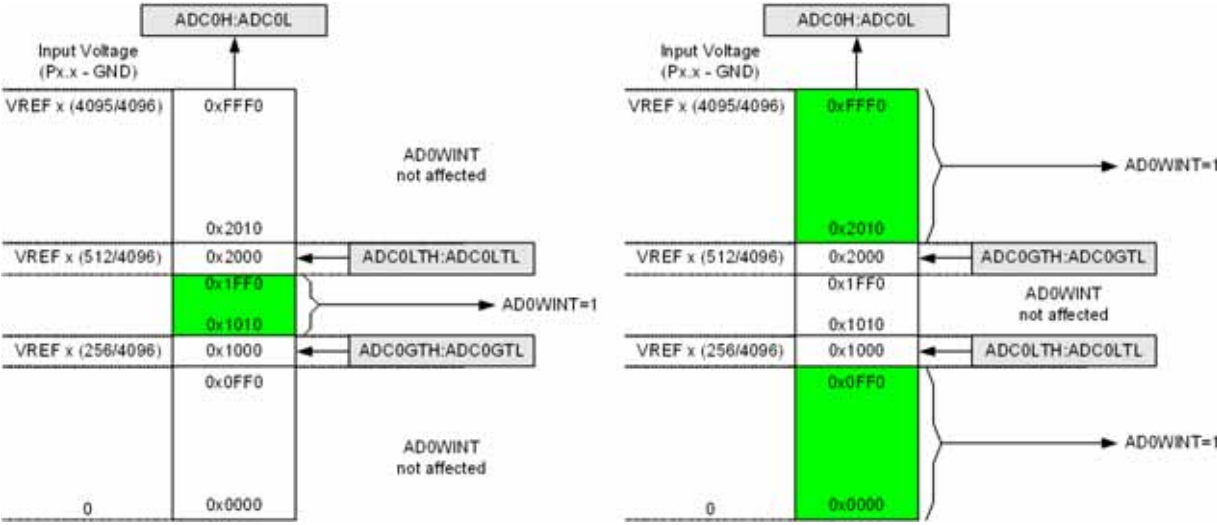 ADC0H:ADC0L
Input Voltage
(Px.x - GND)
VREF x (4095/4096)
0xFFF0
AD0WINT
not affected
0x2010
VREF x (512/4096)
0x2000
ADC0LTH:ADC0LTL
0x1FF0
AD0WINT=1
0x1010
VREF x (256/4096)
0x1000
ADC0GTH:ADC0GTL
0x0FF0
AD0WINT
not affected
0
0x0000
ADC0H:ADC0L
Input Voltage
(Px.x - GND)
VREF x (4095/4096)
0xFFF0
AD0WINT=1
0x2010
VREF x (512/4096)
0x2000
ADC0GTH:ADC0GTL
0x1FF0
AD0WINT
not affected
0x1010
VREF x (256/4096)
0x1000
ADC0LTH:ADC0LTL
0x0FF0
AD0WINT=1
0
0x0000